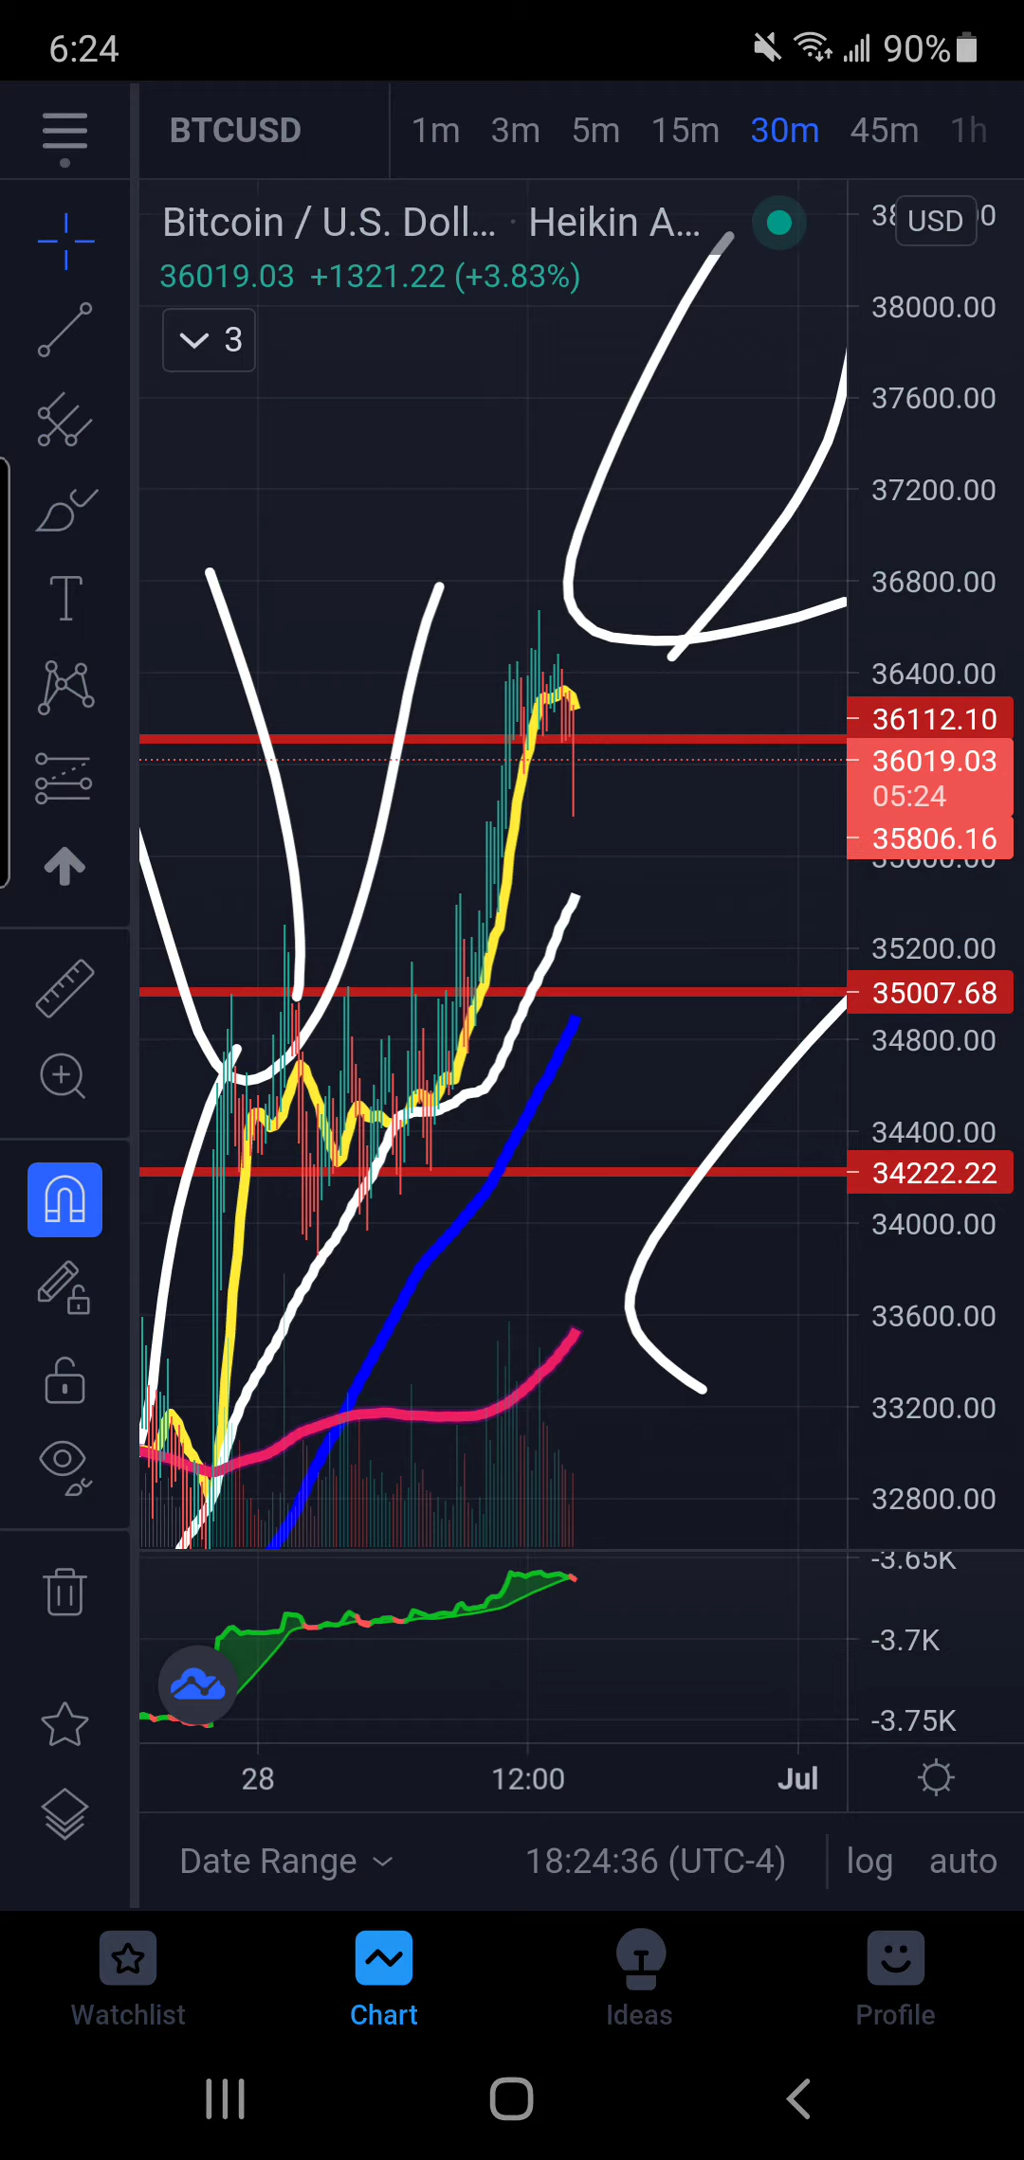 6:24 90%
BTCUSD 1m 3m 5m 15m 30m 45m 1h
Bitcoin / U.S. Doll... · Heikin A...
USD
36019.03 +1321.22 (+3.83%)
3
38000.00
37600.00
37200.00
36800.00
36400.00
36112.10
36019.03
05:24
35806.16
35600.00
35200.00
35007.68
34800.00
34400.00
34222.22
34000.00
33600.00
33200.00
32800.00
-3.65K
-3.7K
-3.75K
28 12:00 Jul
Date Range 18:24:36 (UTC-4) log auto
Watchlist Chart Ideas Profile